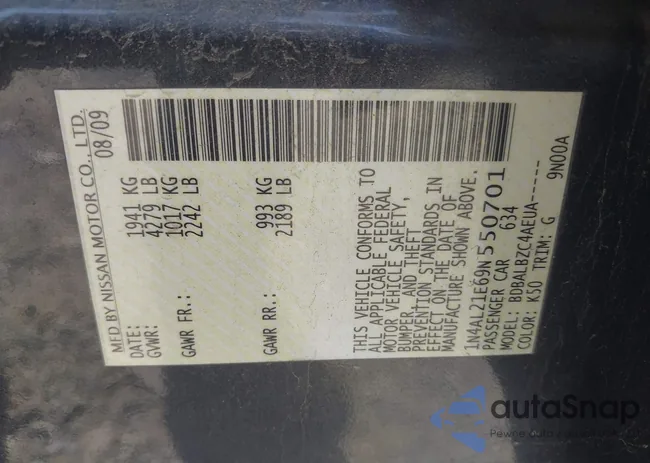 MFD BY NISSAN MOTOR CO., LTD.
DATE: 08/09
GVWR: 1941 KG
4279 LB
GAWR FR.: 1017 KG
2242 LB
GAWR RR.: 993 KG
2189 LB
THIS VEHICLE CONFORMS TO
ALL APPLICABLE FEDERAL
MOTOR VEHICLE SAFETY,
BUMPER, AND THEFT
PREVENTION STANDARDS IN
EFFECT ON THE DATE OF
MANUFACTURE SHOWN ABOVE.
1N4AL21E69N550701
PASSENGER CAR 634
MODEL: BDBALBZC4AEUA-----
COLOR: K50 TRIM: G 9N00A
autaSnap